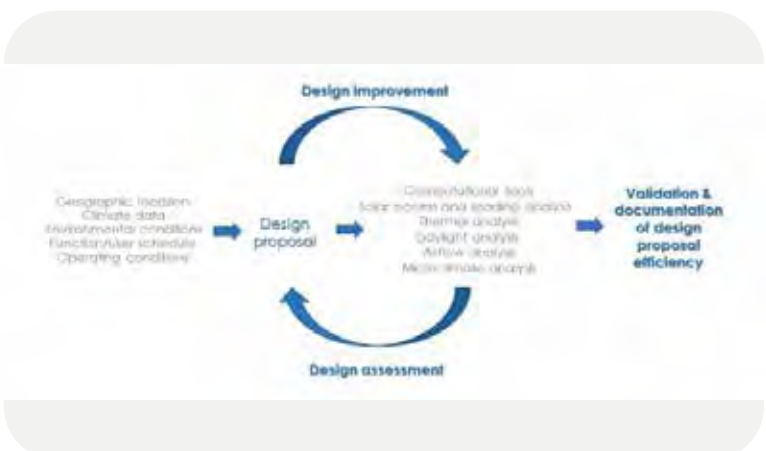 Design improvement
Geographic location
Climate data
Environmental conditions
Function/user schedule
Operating conditions
Design
proposal
Computational tools
Solar access and shading analysis
Thermal analysis
Daylight analysis
Airflow analysis
Microclimate analysis
Validation &
documentation
of design
proposal
efficiency
Design assessment